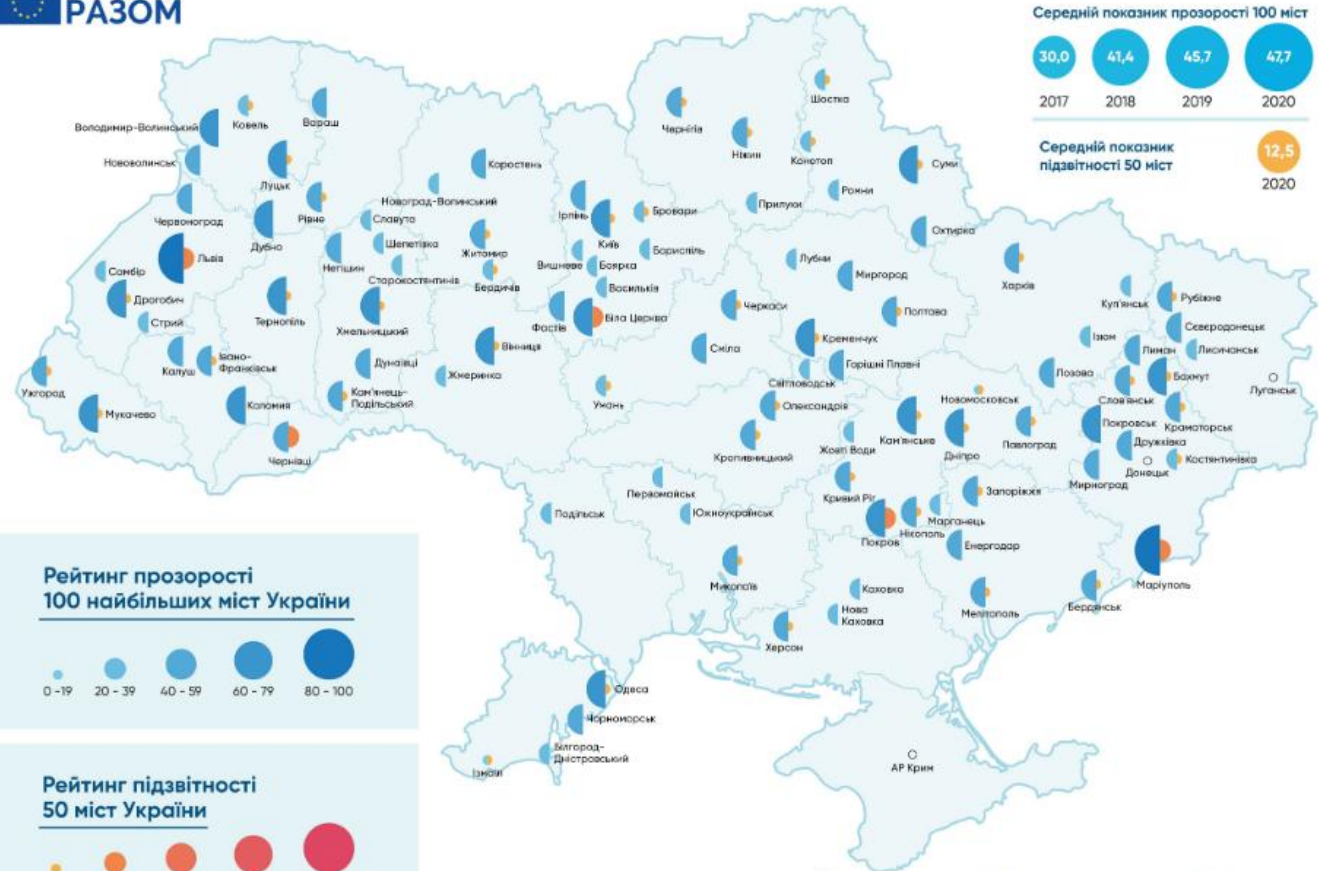 РАЗОМ
Середній показник прозорості 100 міст
30,0
41,4
45,7
47,7
2017
2018
2019
2020
Середній показник
підзвітності 50 міст
12,5
2020
Шостка
Ковель
Вараш
Чернігів
Володимир-Волинський
Ніжин
Конотоп
Суми
Нововолинськ
Луцьк
Коростень
Новоград-Волинський
Ромни
Прилуки
Червоноград
Рівне
Славута
Ірпінь
Київ
Бровари
Охтирка
Дубно
Шепетівка
Житомир
Бориспіль
Львів
Нетішин
Старокостянтинів
Бердичів
Вишневе
Боярка
Лубни
Миргород
Харків
Самбір
Васильків
Куп'янськ
Рубіжне
Дрогобич
Тернопіль
Хмельницький
Фастів
Біла Церква
Черкаси
Полтава
Стрий
Сєвєродонецьк
Вінниця
Сміла
Кременчук
Ізюм
Лиман
Лисичанськ
Калуш
Івано-
Франківськ
Дунаївці
Жмеринка
Горішні Плавні
Світловодськ
Лозова
Бахмут
Луганськ
Ужгород
Кам'янець-
Подільський
Умань
Новомосковськ
Слов'янськ
Мукачево
Коломия
Олександрія
Кам'янське
Дніпро
Павлоград
Покровськ
Краматорськ
Чернівці
Кропивницький
Жовті Води
Дружківка
Донецьк
Костянтинівка
Мирноград
Первомайськ
Кривий Ріг
Запоріжжя
Подільськ
Южноукраїнськ
Покров
Нікополь
Марганець
Енергодар
Миколаїв
Маріуполь
Каховка
Нова
Каховка
Мелітополь
Бердянськ
Херсон
Одеса
Чорноморськ
Білгород-
Дністровський
Ізмаїл
АР Крим
Рейтинг прозорості
100 найбільших міст України
0 -19
20 - 39
40 - 59
60 - 79
80 - 100
Рейтинг підзвітності
50 міст України